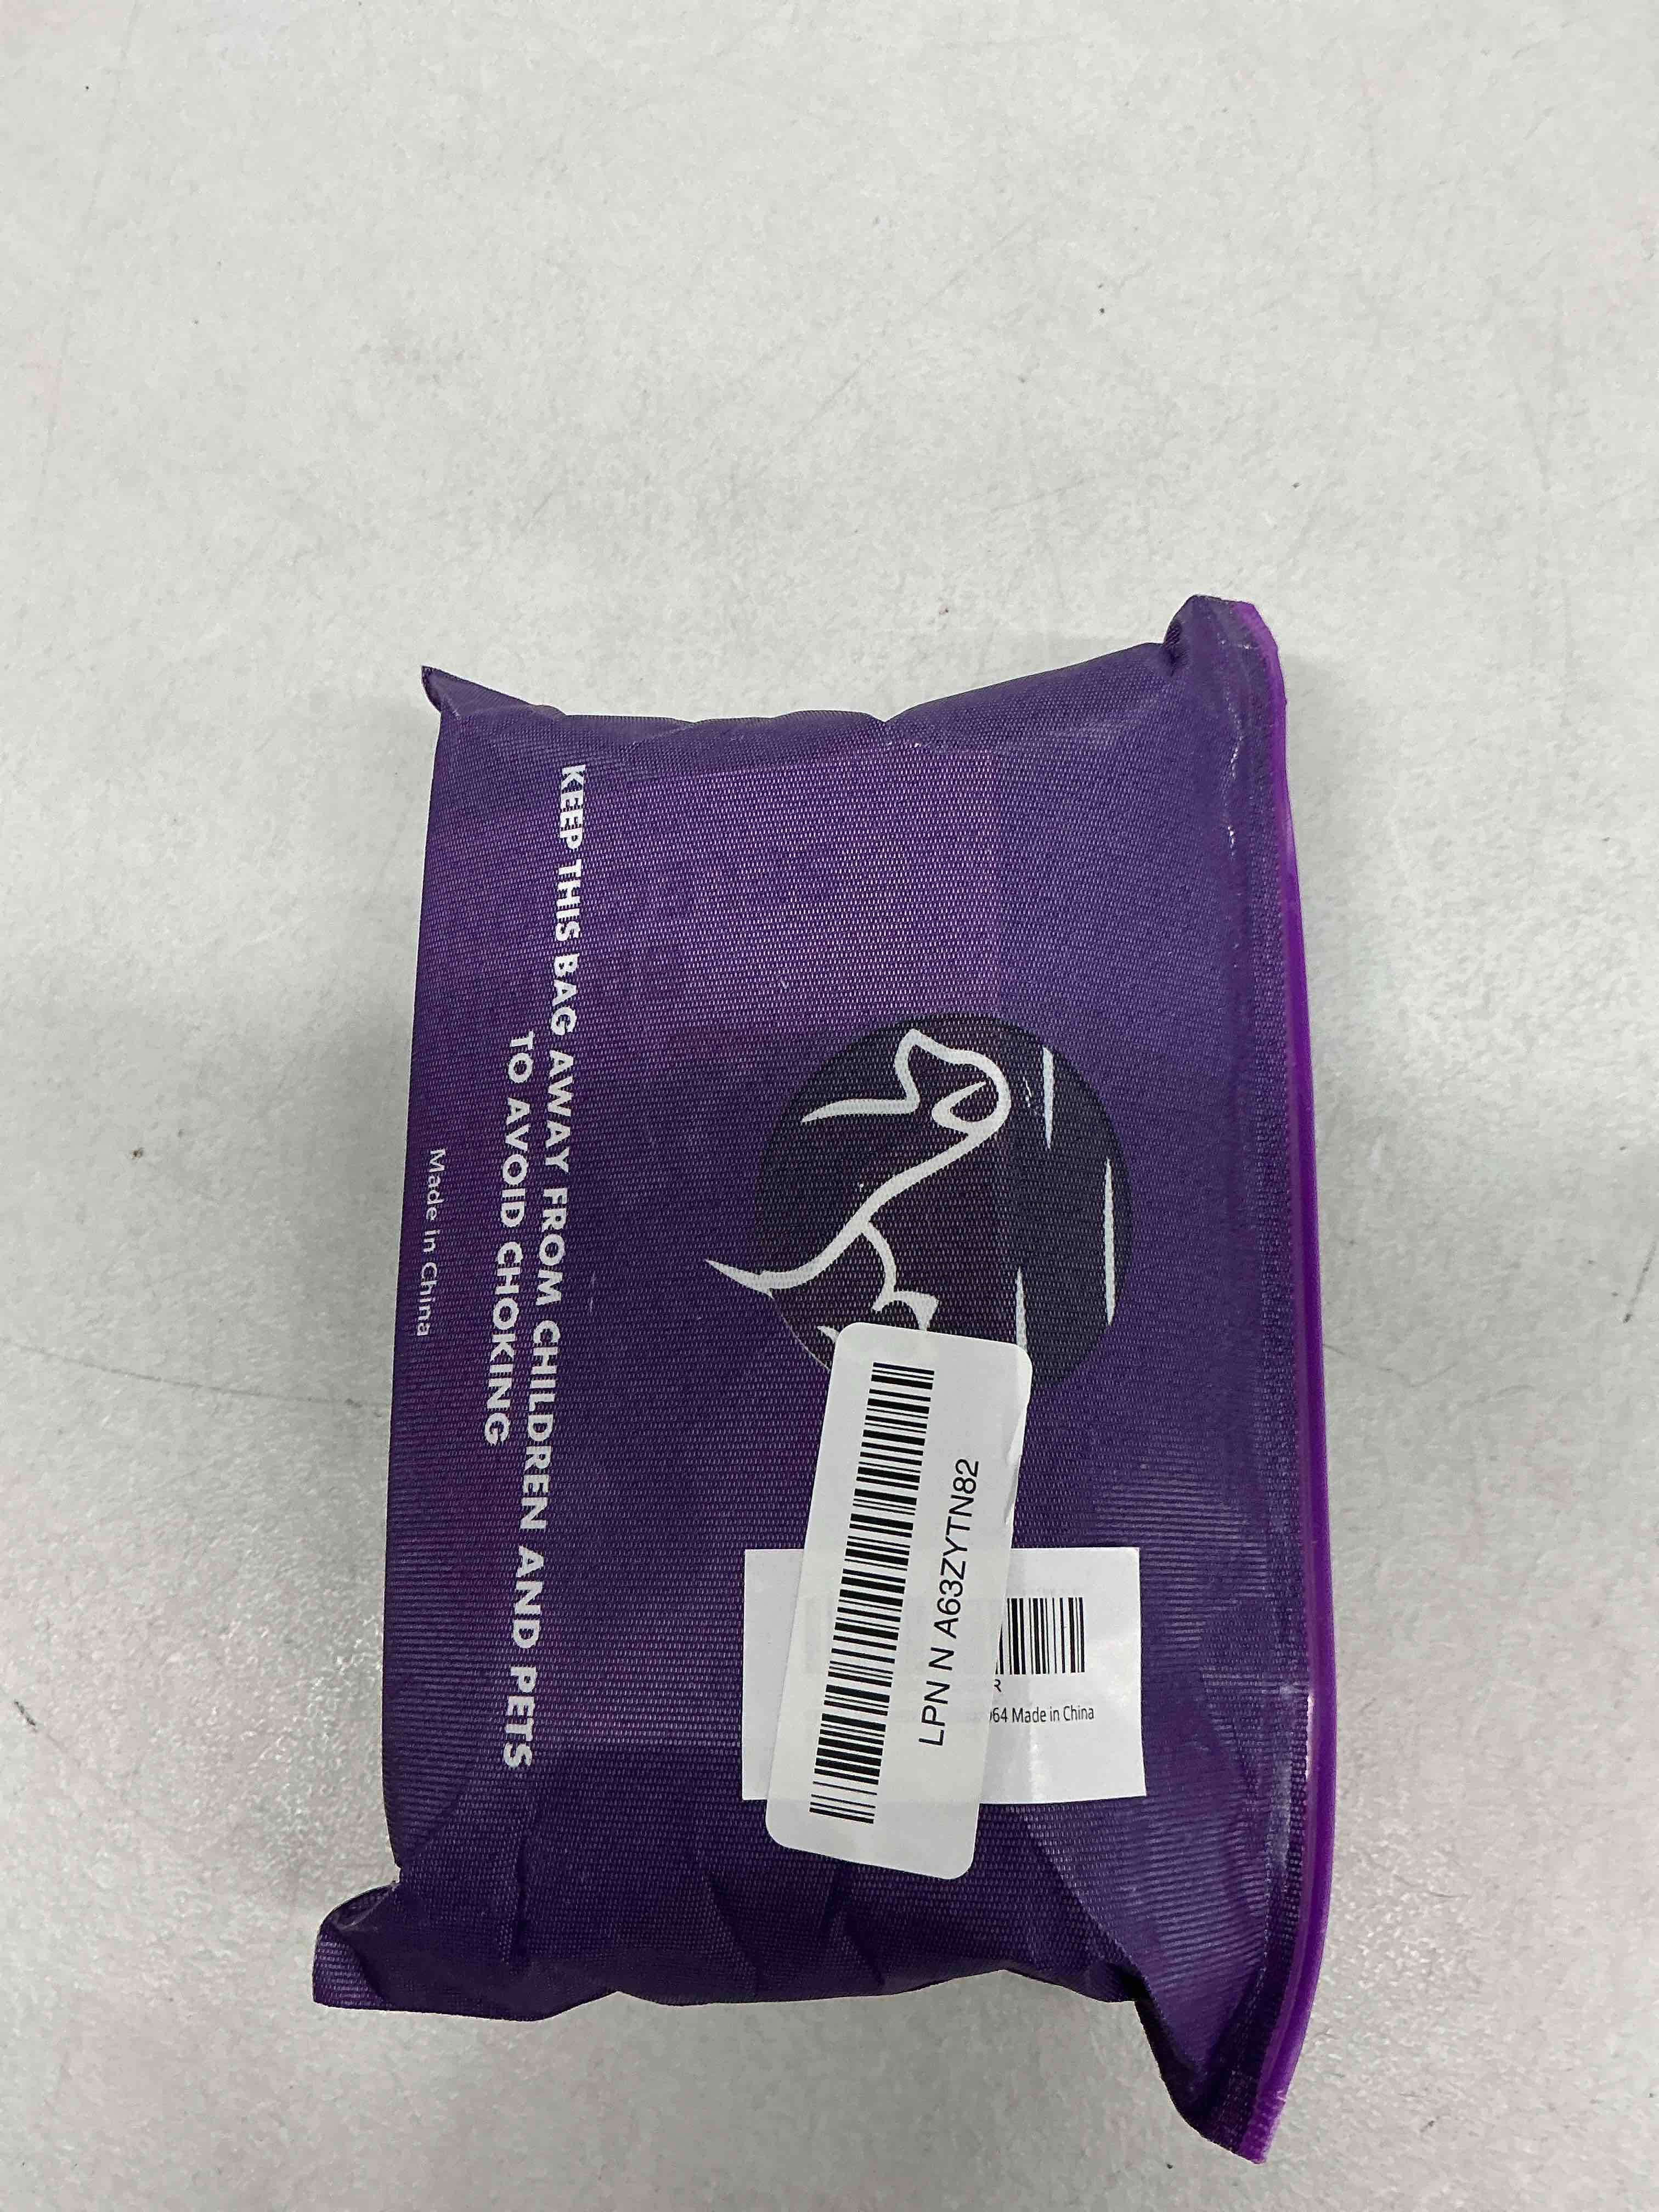 KEEP THIS BAG AWAY FROM CHILDREN AND PETS
TO AVOID CHOKING
Made in China
LPN N A63ZYTN82
R
64 Made in China